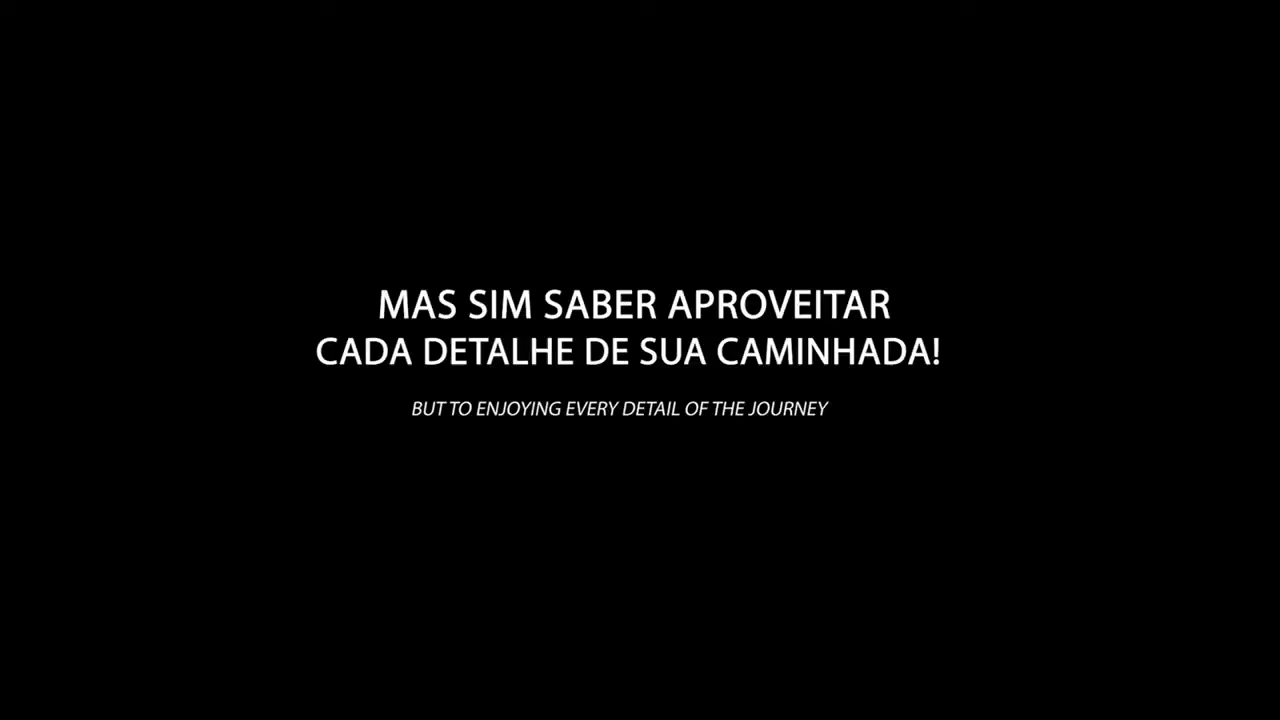 MAS SIM SABER APROVEITAR
CADA DETALHE DE SUA CAMINHADA!
BUT TO ENJOYING EVERY DETAIL OF THE JOURNEY